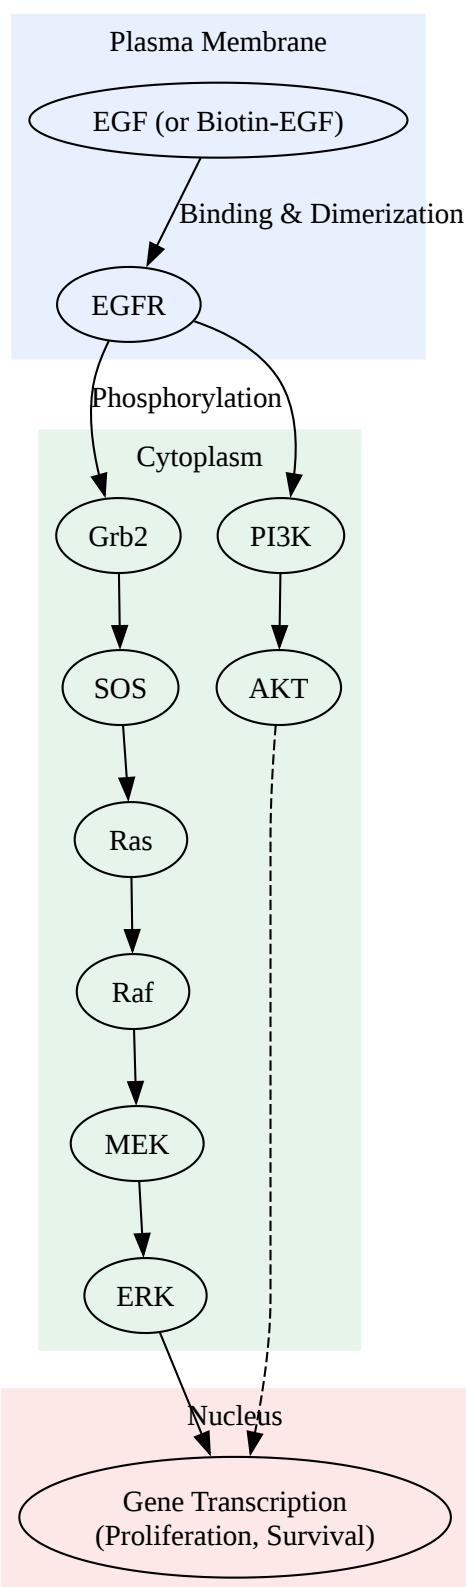 Plasma Membrane
EGF (or Biotin-EGF)
Binding & Dimerization
EGFR
Phosphorylation
Cytoplasm
Grb2
PI3K
SOS
AKT
Ras
Raf
MEK
ERK
Nucleus
Gene Transcription
(Proliferation, Survival)